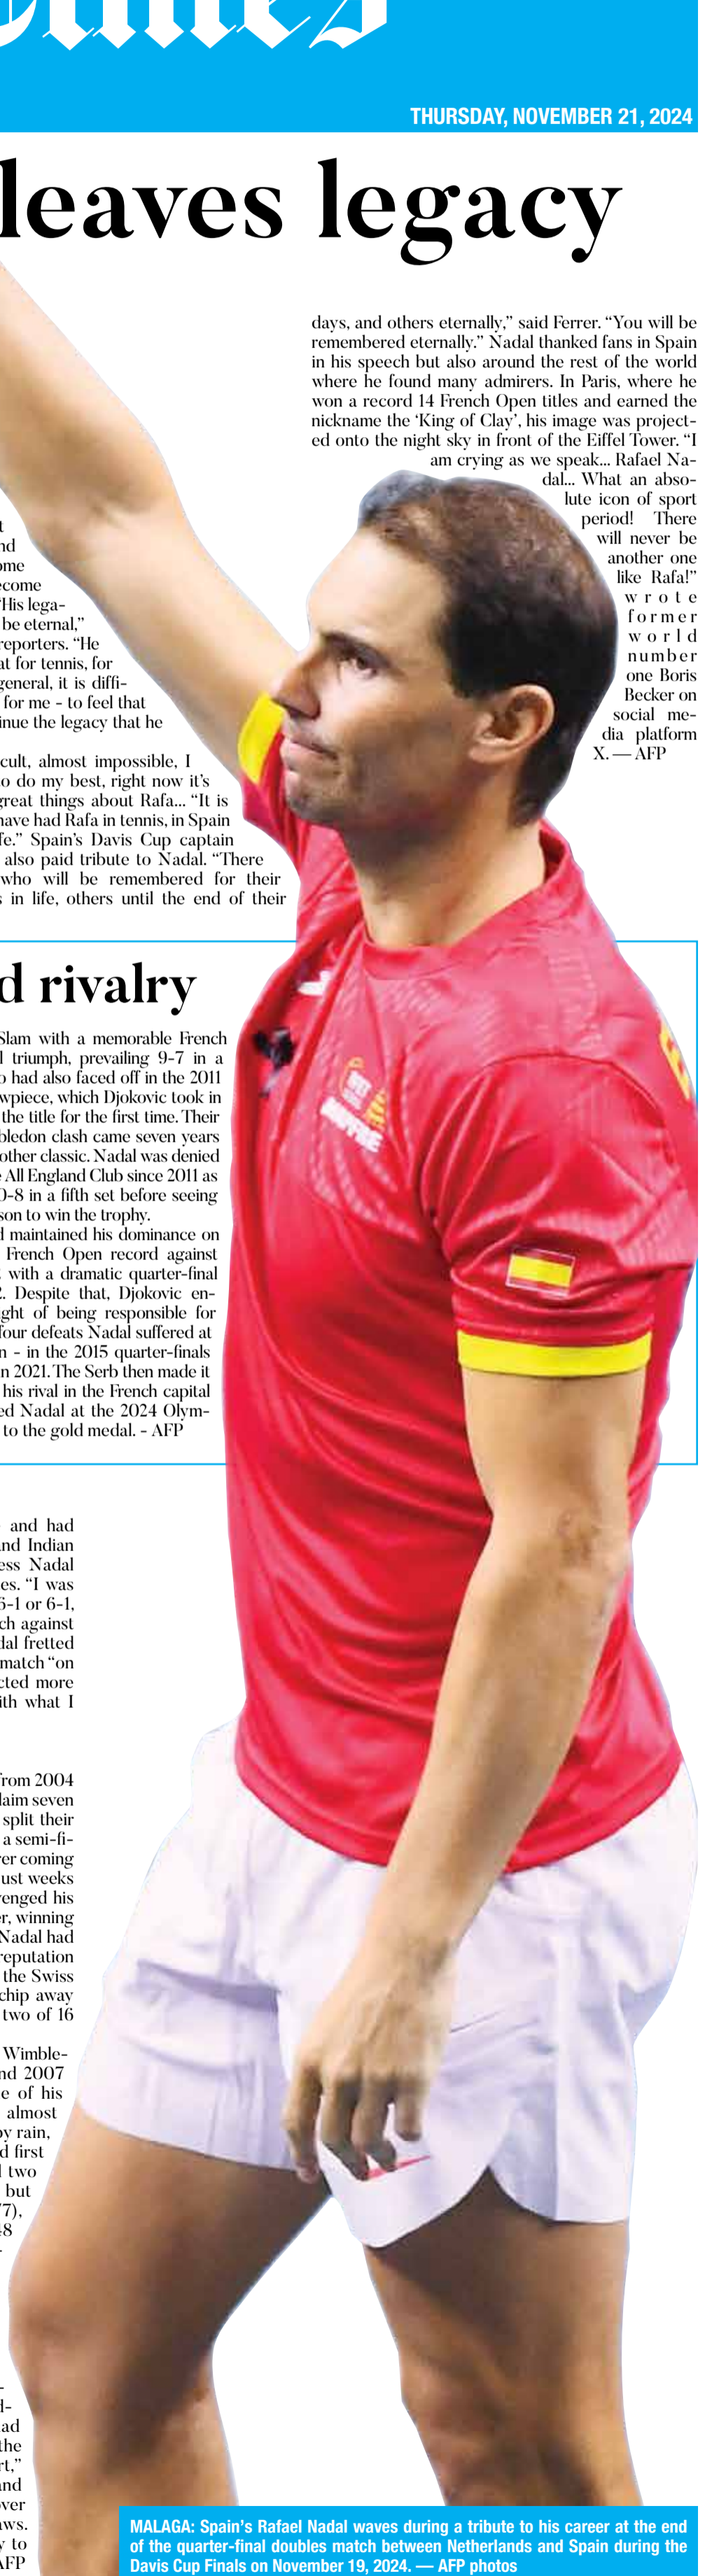 Times
THURSDAY, NOVEMBER 21, 2024
leaves legacy
be eternal,”
reporters. “He
at for tennis, for
general, it is diffi-
for me - to feel that
inue the legacy that he
cult, almost impossible, I
to do my best, right now it’s
great things about Rafa... “It is
have had Rafa in tennis, in Spain
fe.” Spain’s Davis Cup captain
also paid tribute to Nadal. “There
who will be remembered for their
s in life, others until the end of their
days, and others eternally,” said Ferrer. “You will be
remembered eternally.” Nadal thanked fans in Spain
in his speech but also around the rest of the world
where he found many admirers. In Paris, where he
won a record 14 French Open titles and earned the
nickname the ‘King of Clay’, his image was project-
ed onto the night sky in front of the Eiffel Tower. “I
am crying as we speak... Rafael Na-
dal... What an abso-
lute icon of sport
period! There
will never be
another one
like Rafa!”
wrote
former
world
number
one Boris
Becker on
social me-
dia platform
X. — AFP
d rivalry
Slam with a memorable French
l triumph, prevailing 9-7 in a
o had also faced off in the 2011
wpiece, which Djokovic took in
the title for the first time. Their
bledon clash came seven years
other classic. Nadal was denied
All England Club since 2011 as
0-8 in a fifth set before seeing
son to win the trophy.
d maintained his dominance on
French Open record against
with a dramatic quarter-final
2. Despite that, Djokovic en-
ght of being responsible for
four defeats Nadal suffered at
n - in the 2015 quarter-finals
n 2021. The Serb then made it
his rival in the French capital
ed Nadal at the 2024 Olym-
to the gold medal. - AFP
and had
nd Indian
ess Nadal
es. “I was
6-1 or 6-1,
ch against
dal fretted
match “on
cted more
ith what I
from 2004
laim seven
split their
a semi-fi-
er coming
ust weeks
venged his
er, winning
Nadal had
reputation
the Swiss
chip away
two of 16
Wimble-
nd 2007
e of his
almost
by rain,
d first
two
but
77),
48
d-
ad
the
rt,”
and
over
aws.
y to
AFP
MALAGA: Spain’s Rafael Nadal waves during a tribute to his career at the end
of the quarter-final doubles match between Netherlands and Spain during the
Davis Cup Finals on November 19, 2024. — AFP photos